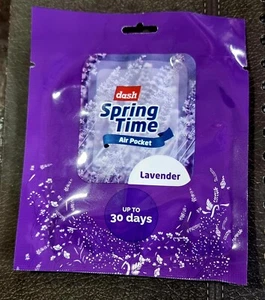 dash
Spring
Time
Air Pocket
Lavender
UP TO
30 days